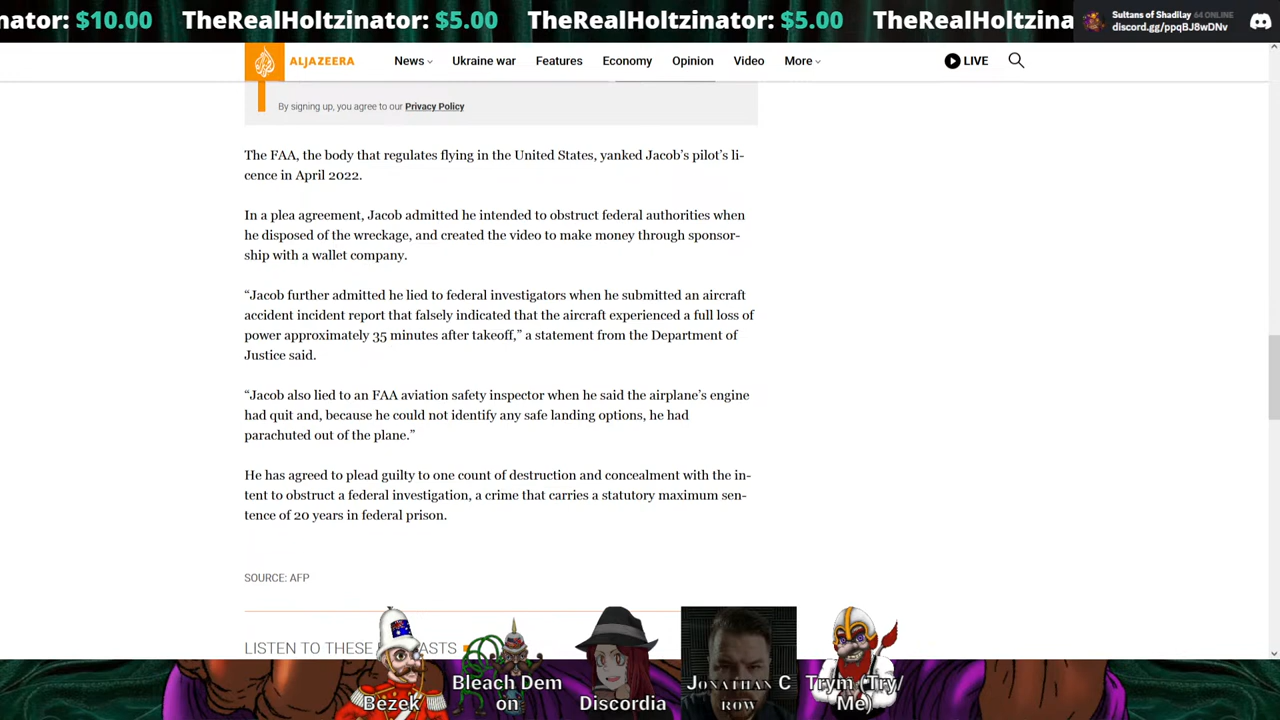 nator: $10.00 TheRealHoltzinator: $5.00 TheRealHoltzinator: $5.00 TheRealHoltzina
Sultans of Shadilay 64 ONLINE
discord.gg/ppqBJ8wDNv
ALJAZEERA News Ukraine war Features Economy Opinion Video More LIVE
By signing up, you agree to our Privacy Policy
The FAA, the body that regulates flying in the United States, yanked Jacob’s pilot’s li-
cence in April 2022.
In a plea agreement, Jacob admitted he intended to obstruct federal authorities when
he disposed of the wreckage, and created the video to make money through sponsor-
ship with a wallet company.
“Jacob further admitted he lied to federal investigators when he submitted an aircraft
accident incident report that falsely indicated that the aircraft experienced a full loss of
power approximately 35 minutes after takeoff,” a statement from the Department of
Justice said.
“Jacob also lied to an FAA aviation safety inspector when he said the airplane’s engine
had quit and, because he could not identify any safe landing options, he had
parachuted out of the plane.”
He has agreed to plead guilty to one count of destruction and concealment with the in-
tent to obstruct a federal investigation, a crime that carries a statutory maximum sen-
tence of 20 years in federal prison.
SOURCE: AFP
LISTEN TO THESE ASTS
Bezek
Bleach Dem
on
Discordia
JONATHAN C
ROW
Trym (Try/
Me)